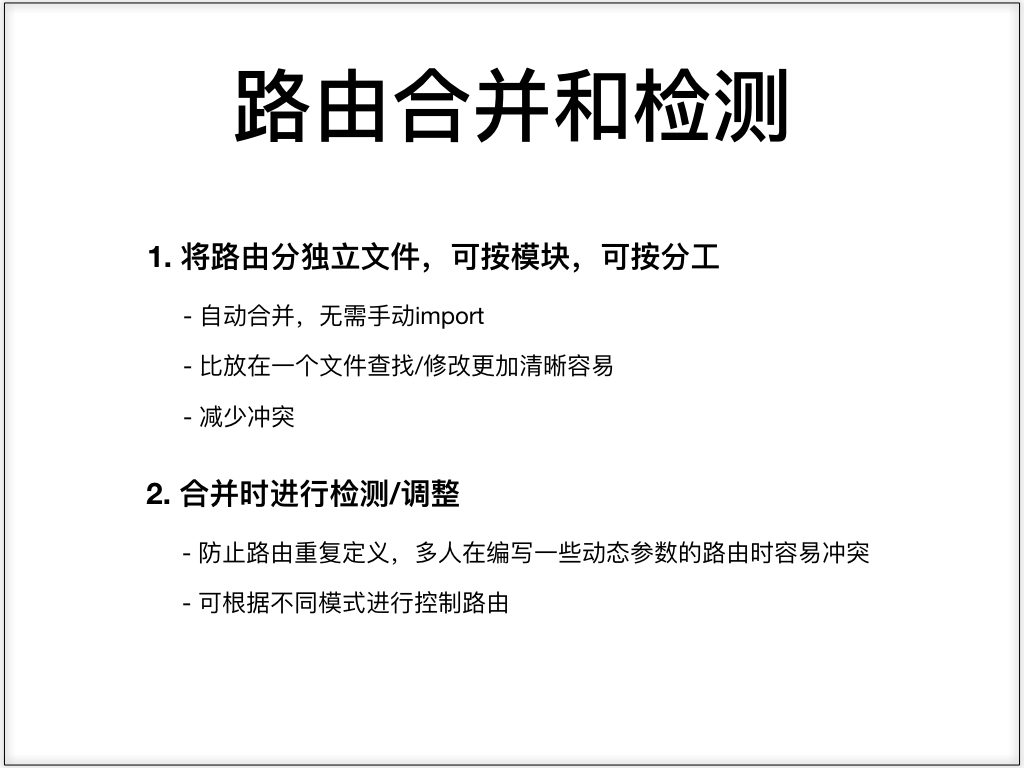 路由合并和检测
1. 将路由分独立文件，可按模块，可按分工
- 自动合并，无需手动import
- 比放在一个文件查找/修改更加清晰容易
- 减少冲突
2. 合并时进行检测/调整
- 防止路由重复定义，多人在编写一些动态参数的路由时容易冲突
- 可根据不同模式进行控制路由